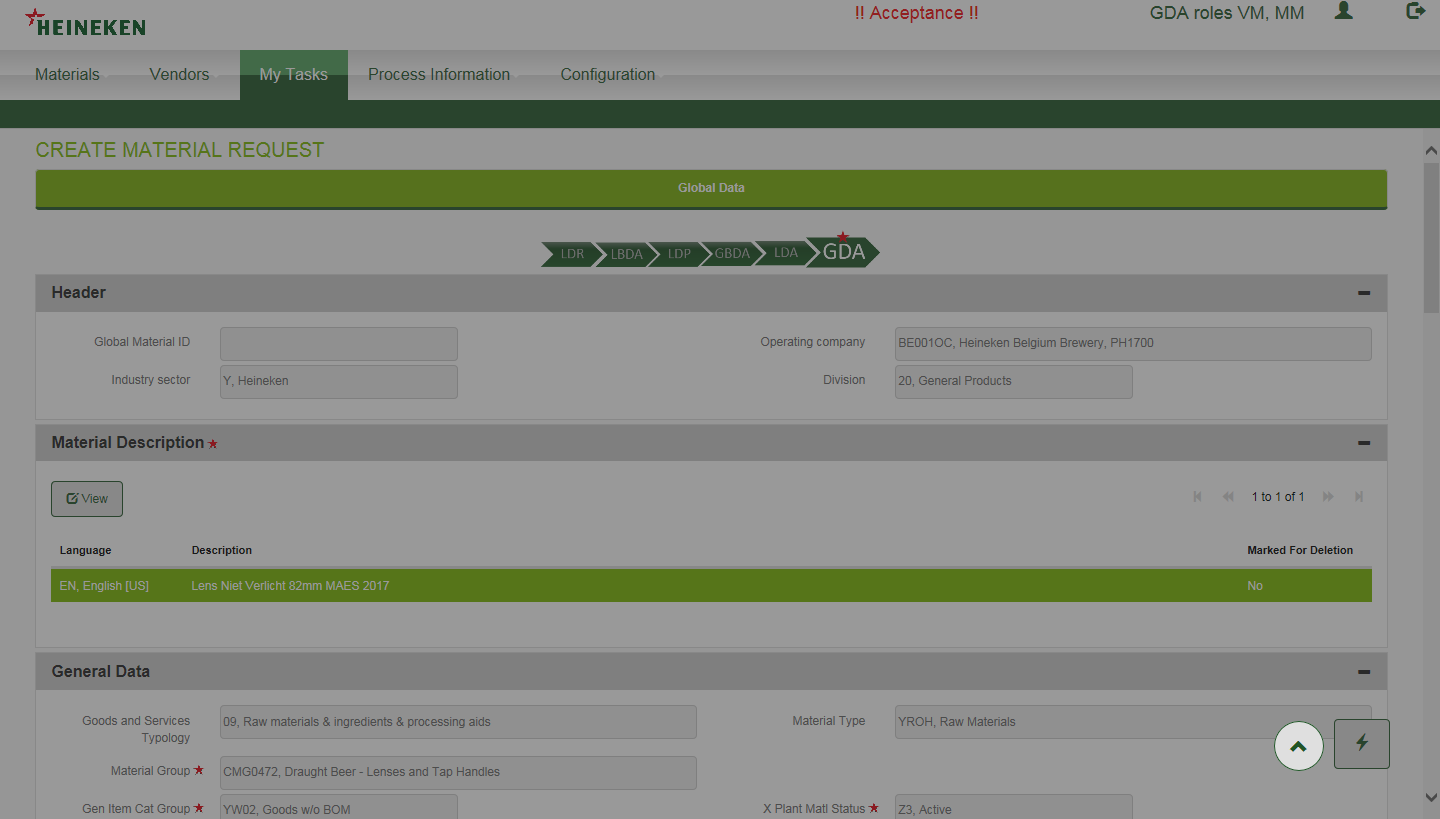 HEINEKEN
!! Acceptance !!
GDA roles VM, MM
Materials
Vendors
My Tasks
Process Information
Configuration
CREATE MATERIAL REQUEST
Global Data
LDR LBDA LDP GBDA LDA GDA
Header
Global Material ID
Operating company BE001OC, Heineken Belgium Brewery, PH1700
Industry sector Y, Heineken
Division 20, General Products
Material Description
View
1 to 1 of 1
Language Description Marked For Deletion
EN, English [US] Lens Niet Verlicht 82mm MAES 2017 No
General Data
Goods and Services
Typology
09, Raw materials & ingredients & processing aids
Material Type YROH, Raw Materials
Material Group CMG0472, Draught Beer - Lenses and Tap Handles
Gen Item Cat Group YW02, Goods w/o BOM
X Plant Matl Status Z3, Active